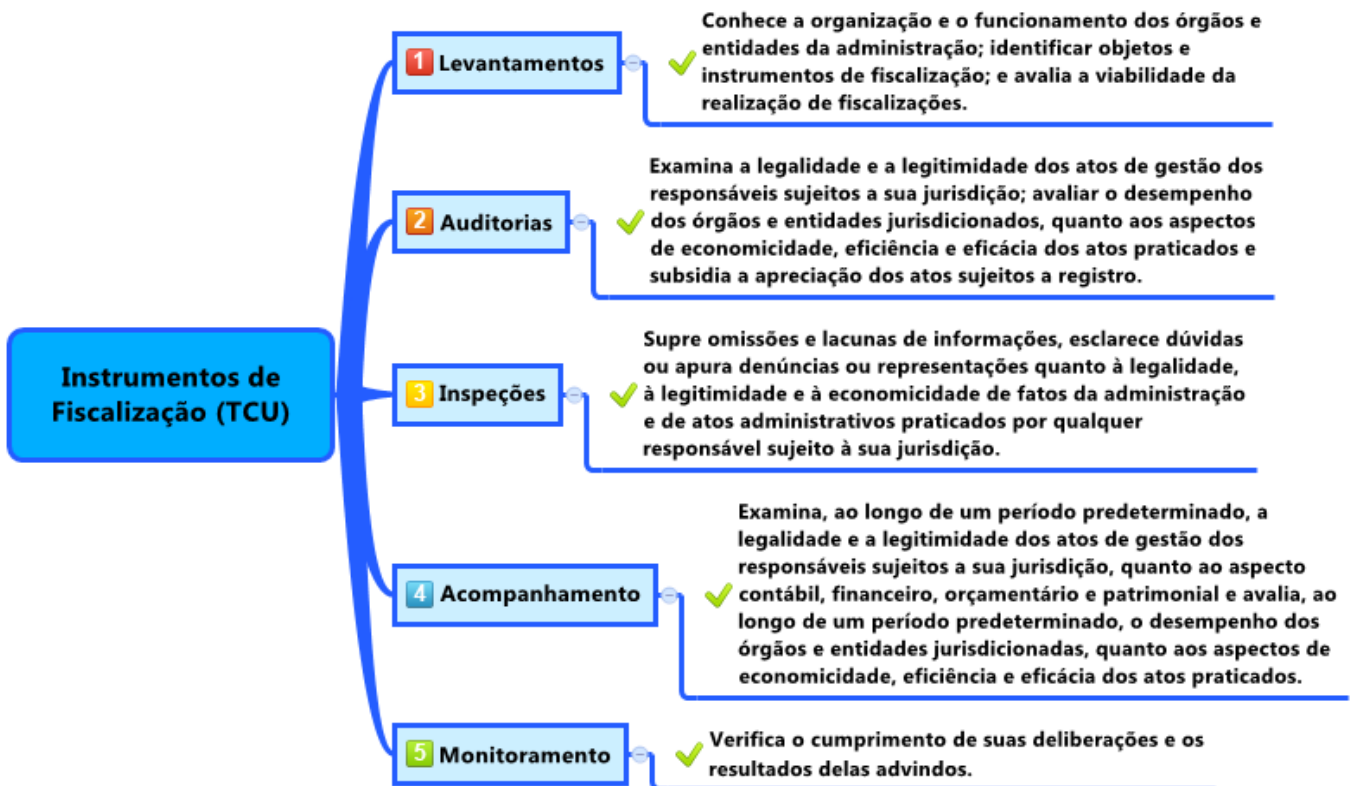 Instrumentos de
Fiscalização (TCU)
1 Levantamentos
Conhece a organização e o funcionamento dos órgãos e
entidades da administração; identificar objetos e
instrumentos de fiscalização; e avalia a viabilidade da
realização de fiscalizações.
2 Auditorias
Examina a legalidade e a legitimidade dos atos de gestão dos
responsáveis sujeitos a sua jurisdição; avaliar o desempenho
dos órgãos e entidades jurisdicionados, quanto aos aspectos
de economicidade, eficiência e eficácia dos atos praticados e
subsidia a apreciação dos atos sujeitos a registro.
3 Inspeções
Supre omissões e lacunas de informações, esclarece dúvidas
ou apura denúncias ou representações quanto à legalidade,
à legitimidade e à economicidade de fatos da administração
e de atos administrativos praticados por qualquer
responsável sujeito à sua jurisdição.
4 Acompanhamento
Examina, ao longo de um período predeterminado, a
legalidade e a legitimidade dos atos de gestão dos
responsáveis sujeitos a sua jurisdição, quanto ao aspecto
contábil, financeiro, orçamentário e patrimonial e avalia, ao
longo de um período predeterminado, o desempenho dos
órgãos e entidades jurisdicionadas, quanto aos aspectos de
economicidade, eficiência e eficácia dos atos praticados.
5 Monitoramento
Verifica o cumprimento de suas deliberações e os
resultados delas advindos.